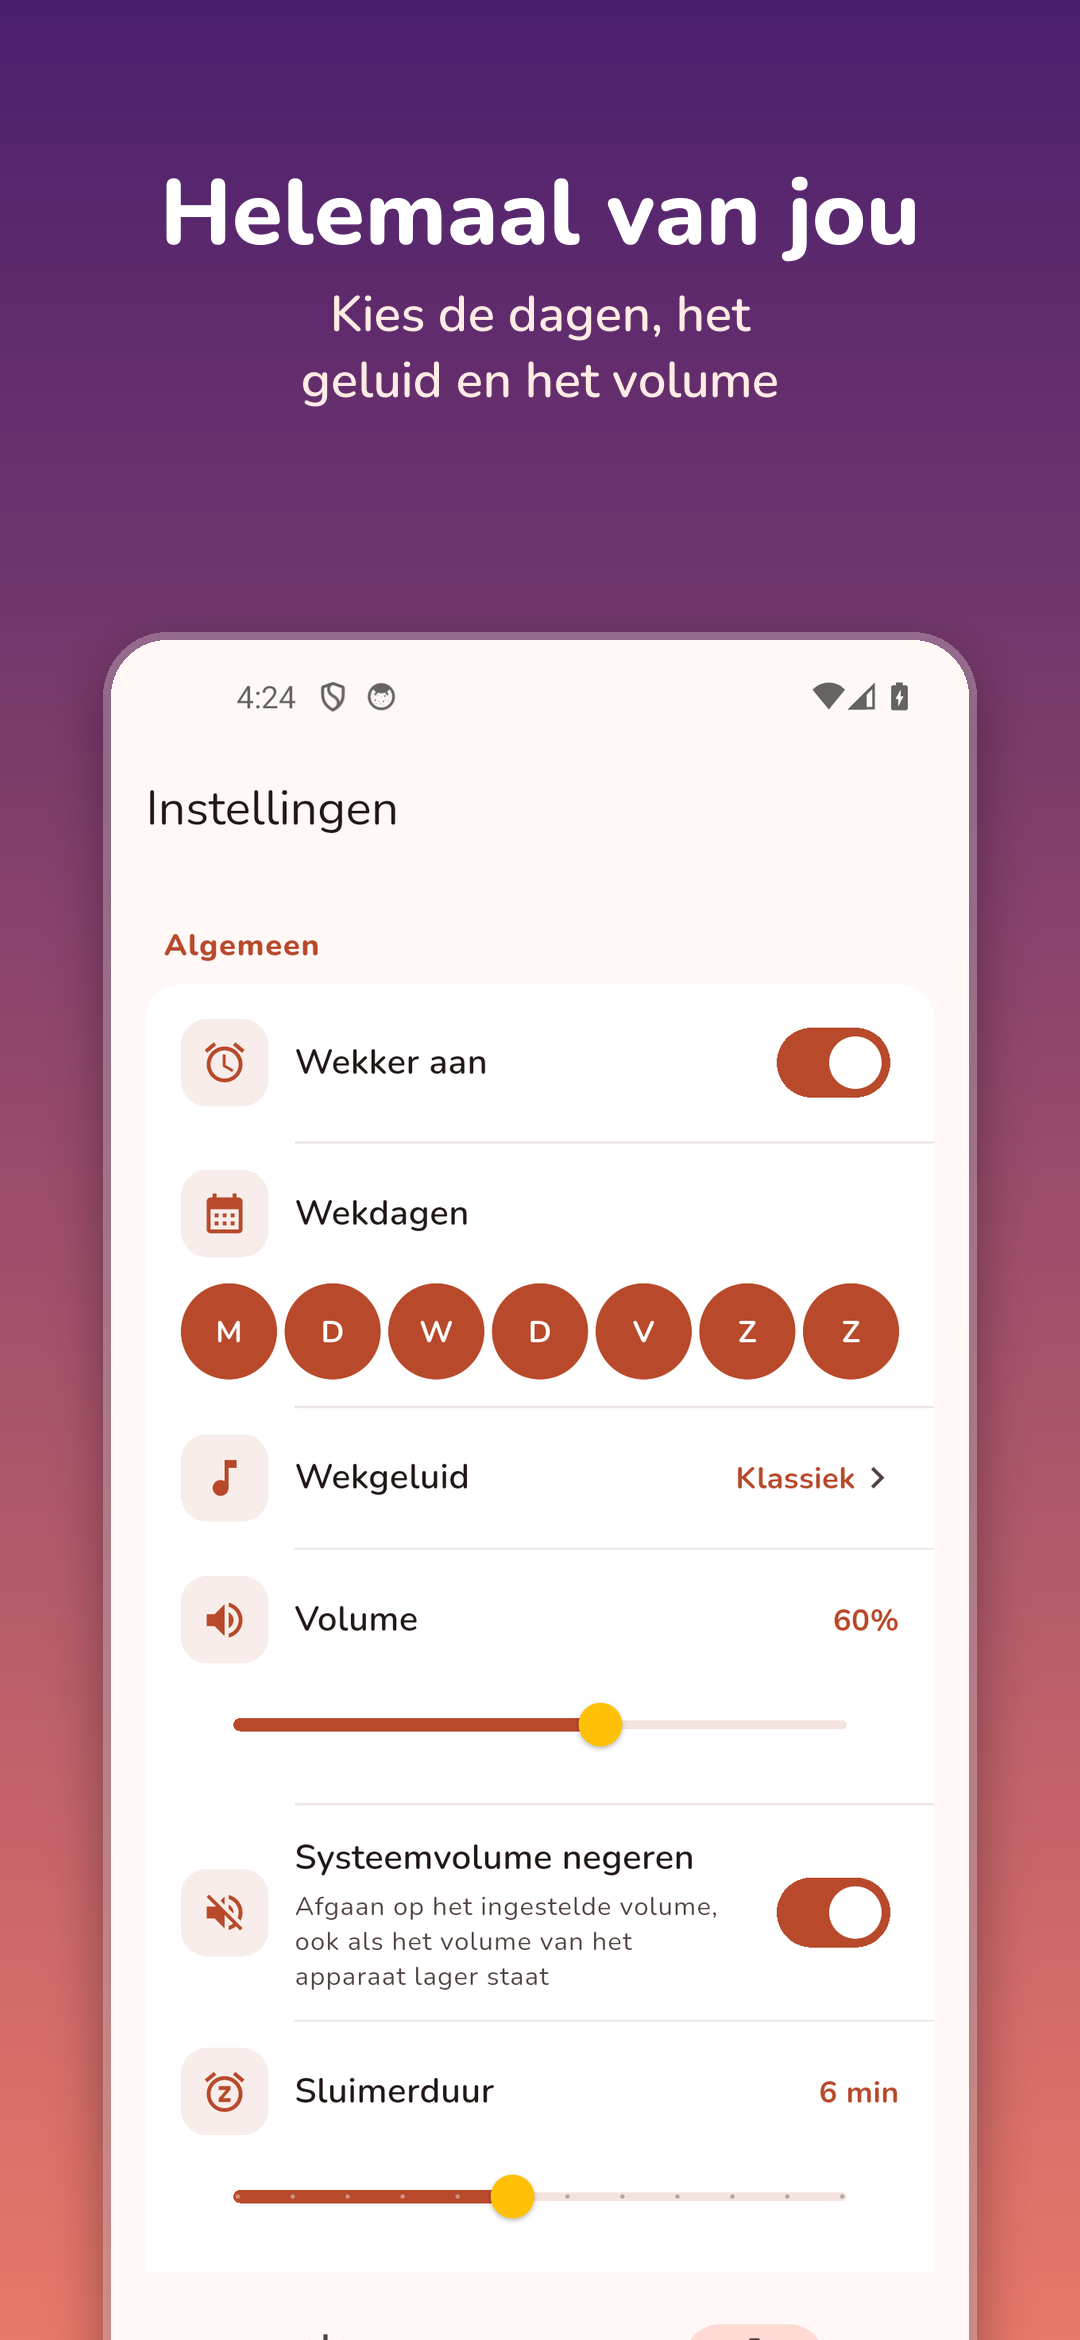 Helemaal van jou
Kies de dagen, het
geluid en het volume
4:24
Instellingen
Algemeen
Wekker aan
Wekdagen
M D W D V Z Z
Wekgeluid
Klassiek
Volume
60%
Systeemvolume negeren
Afgaan op het ingestelde volume,
ook als het volume van het
apparaat lager staat
Sluimerduur
6 min